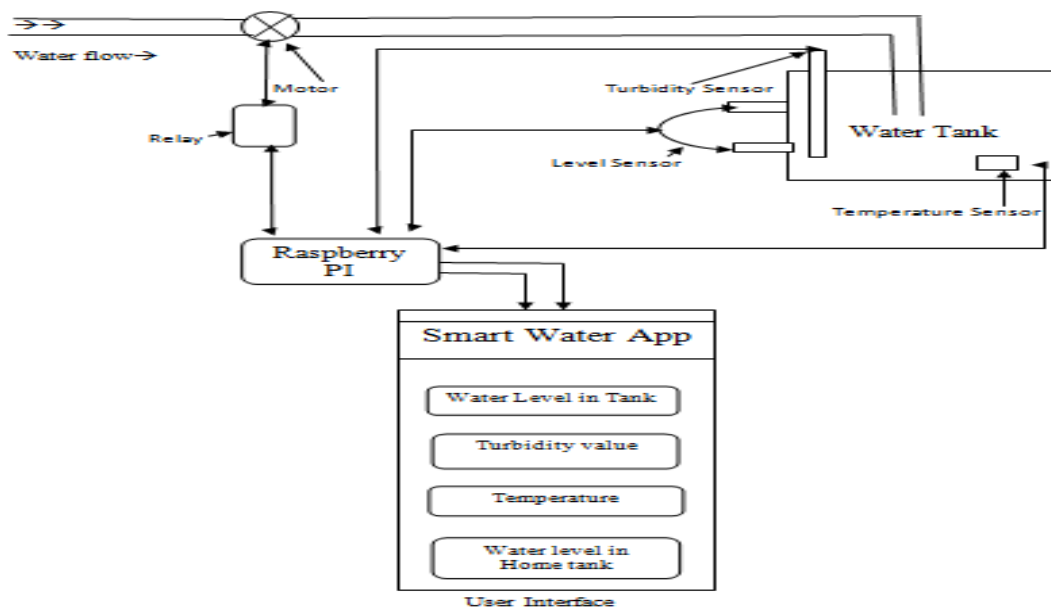 Water flow→
Motor
Relay
Turbidity Sensor
Water Tank
Level Sensor
Temperature Sensor
Raspberry
PI
Smart Water App
Water Level in Tank
Turbidity value
Temperature
Water level in
Home tank
User Interface